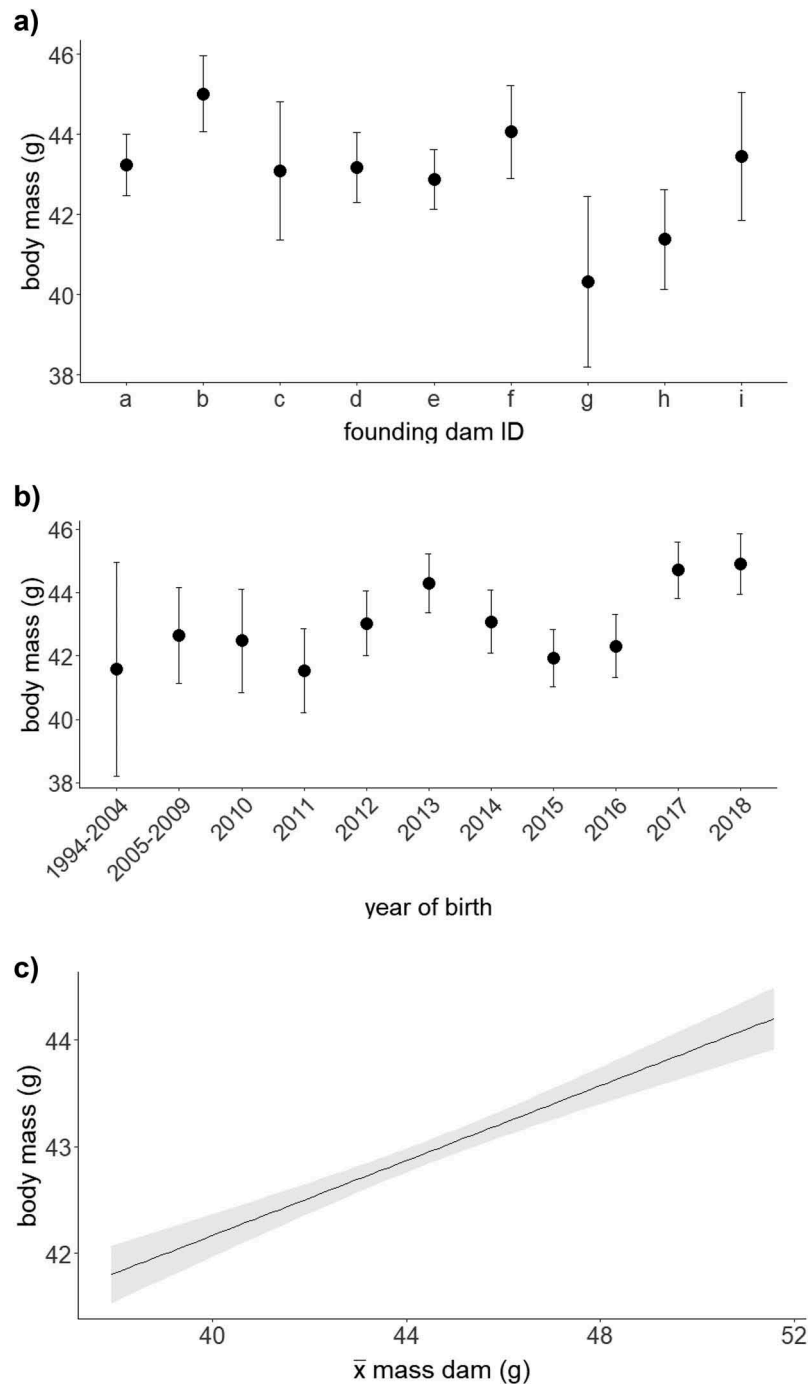 a)
body mass (g)
46
44
42
40
38
a b c d e f g h i
founding dam ID
b)
body mass (g)
46
44
42
40
38
1994-2004 2005-2009 2010 2011 2012 2013 2014 2015 2016 2017 2018
year of birth
c)
body mass (g)
44
43
42
40 44 48 52
x̅ mass dam (g)